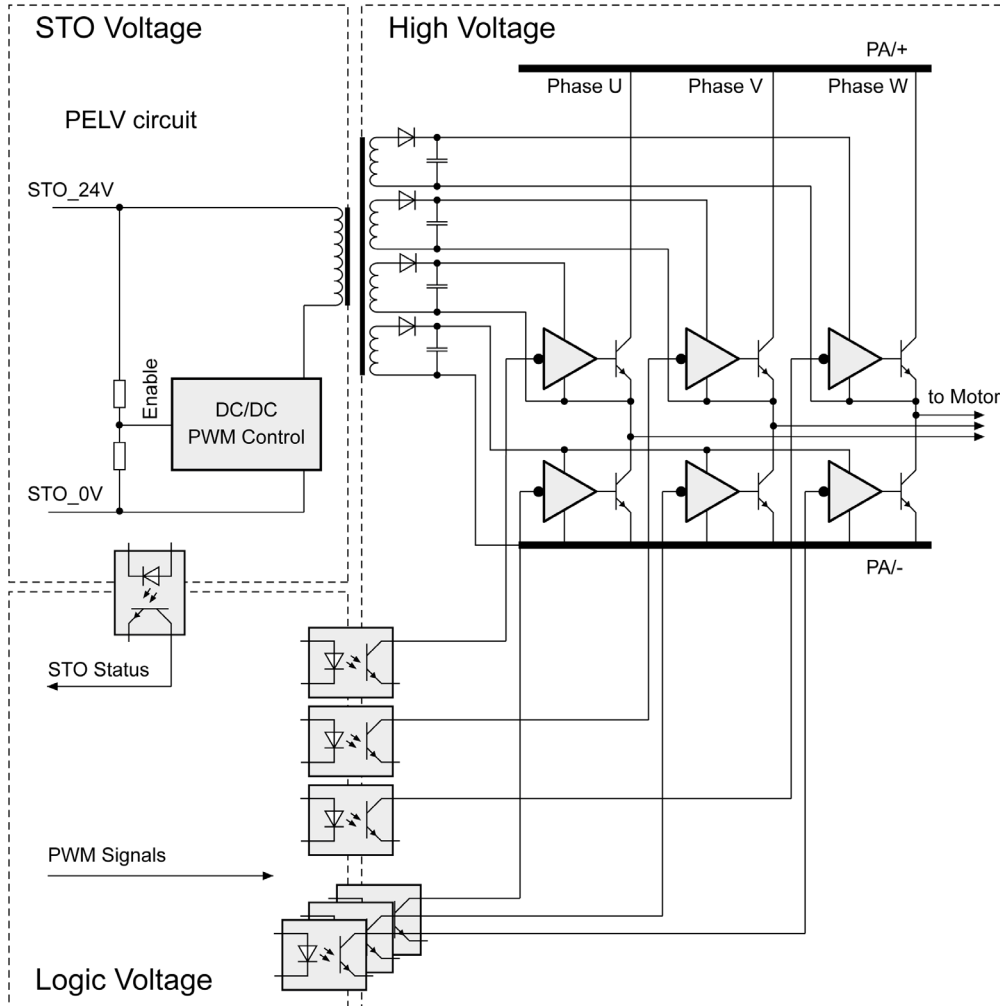 STO Voltage
High Voltage
PA/+
Phase U
Phase V
Phase W
PELV circuit
STO_24V
Enable
DC/DC
PWM Control
to Motor
STO_0V
PA/-
STO Status
PWM Signals
Logic Voltage